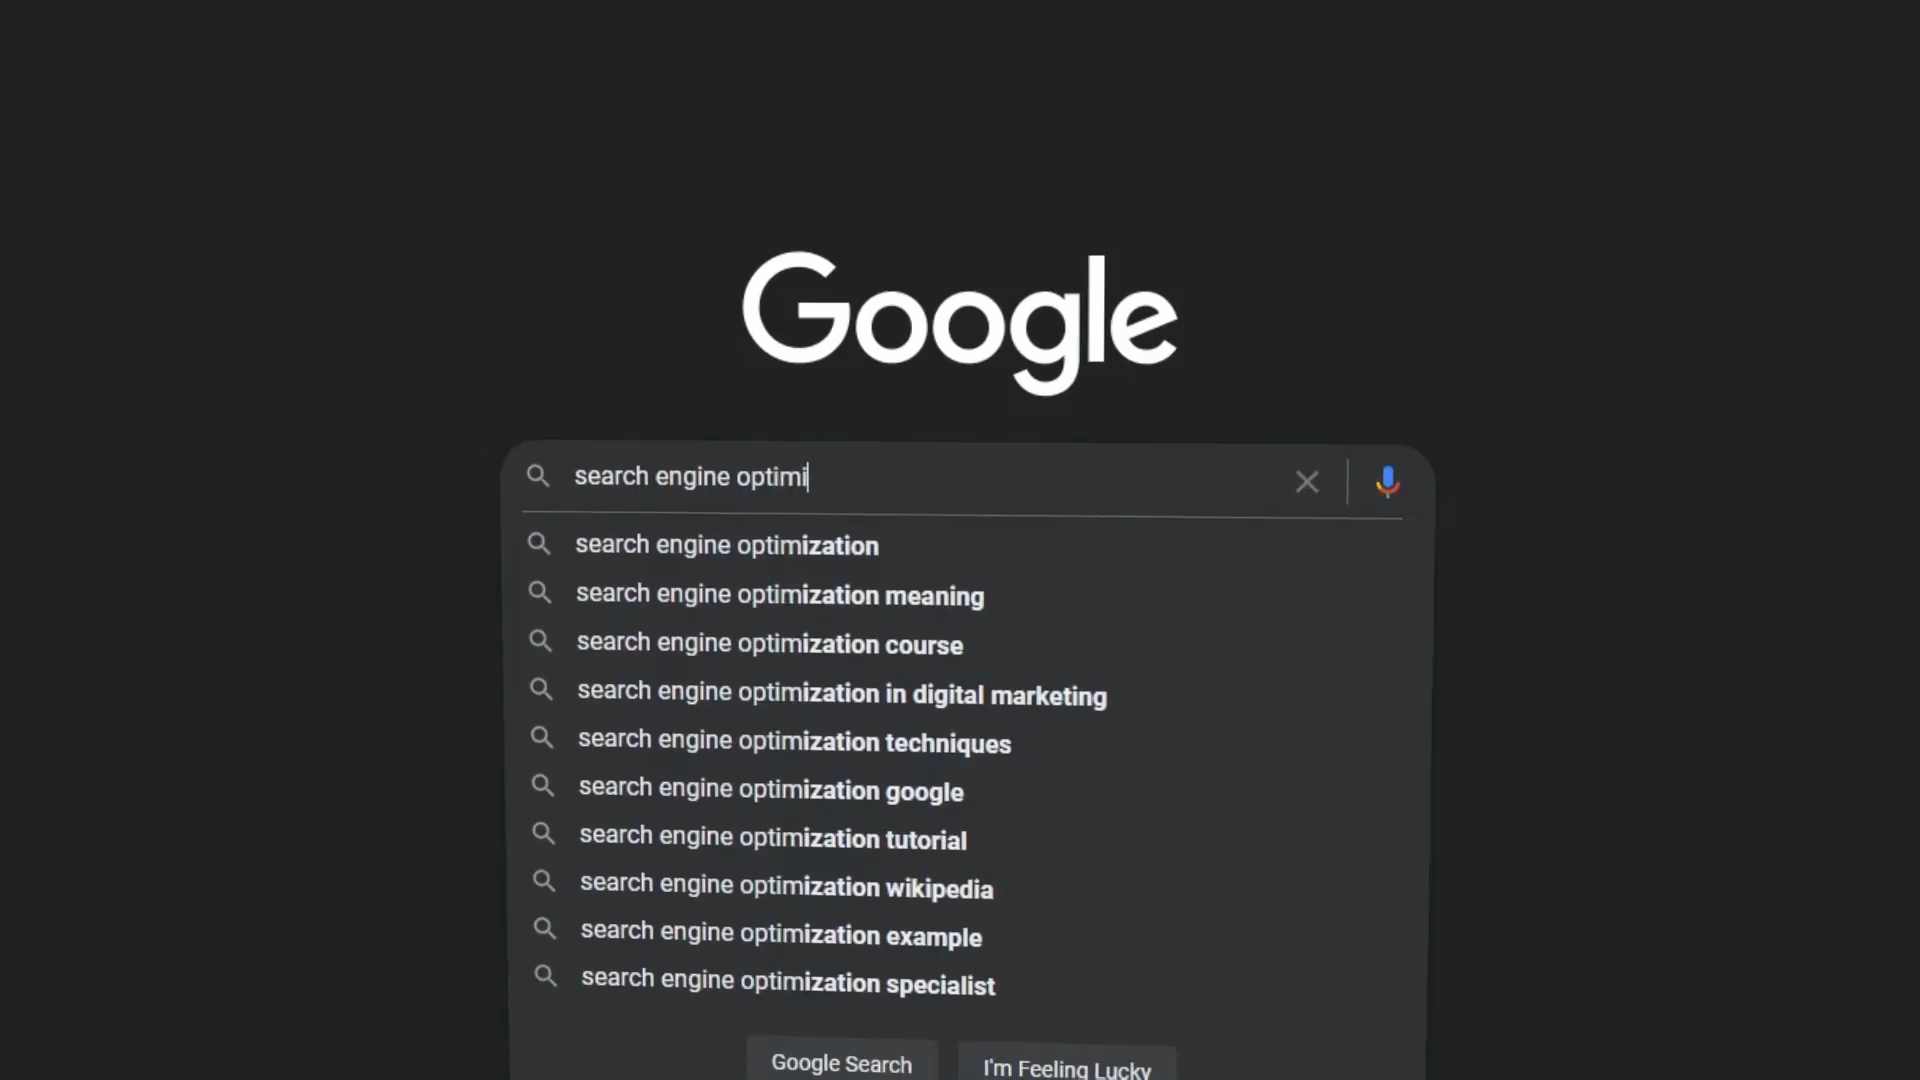 Google
search engine optimi
search engine optimization
search engine optimization meaning
search engine optimization course
search engine optimization in digital marketing
search engine optimization techniques
search engine optimization google
search engine optimization tutorial
search engine optimization wikipedia
search engine optimization example
search engine optimization specialist
Google Search I'm Feeling Lucky